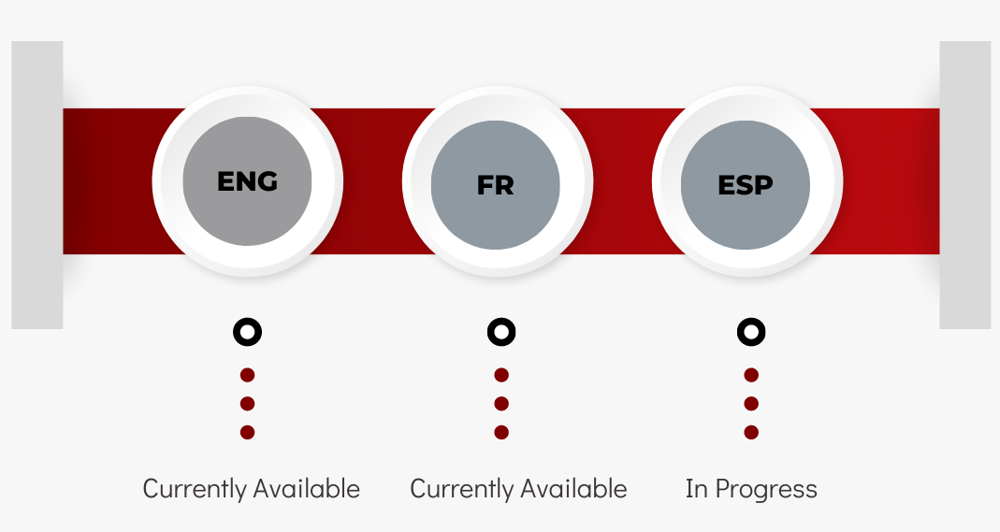 ENG
FR
ESP
Currently Available
Currently Available
In Progress